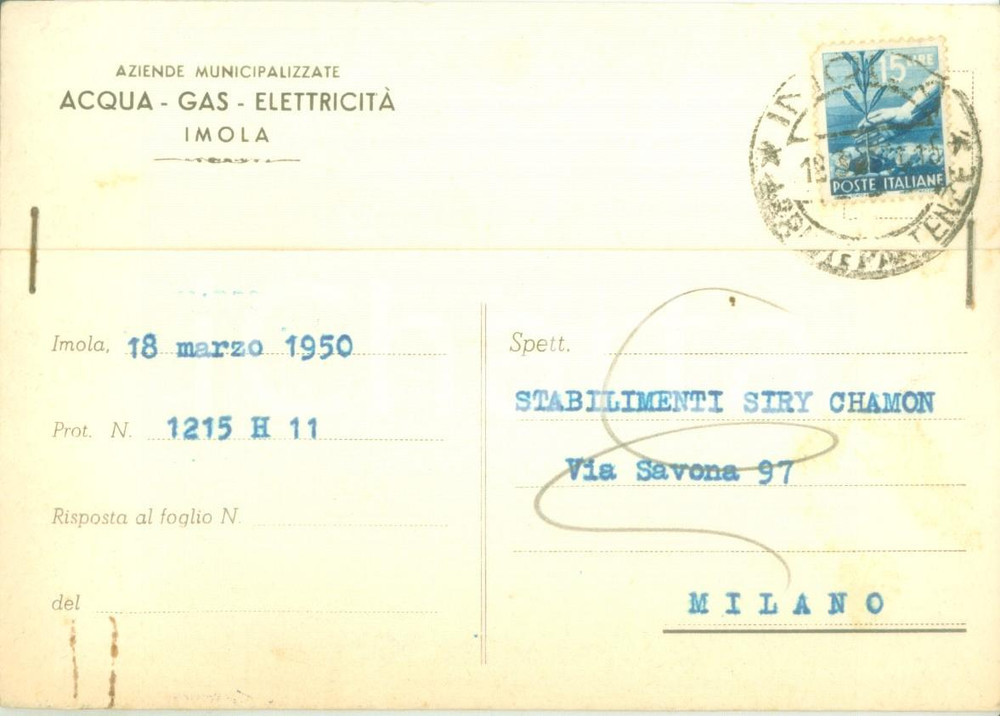 AZIENDE MUNICIPALIZZATE
ACQUA - GAS - ELETTRICITÀ
IMOLA
15 LIRE
POSTE ITALIANE
Imola, 18 marzo 1950
Prot. N. 1215 H 11
Risposta al foglio N.
del
Spett.
STABILIMENTI SIRY CHAMON
Via Savona 97
MILANO